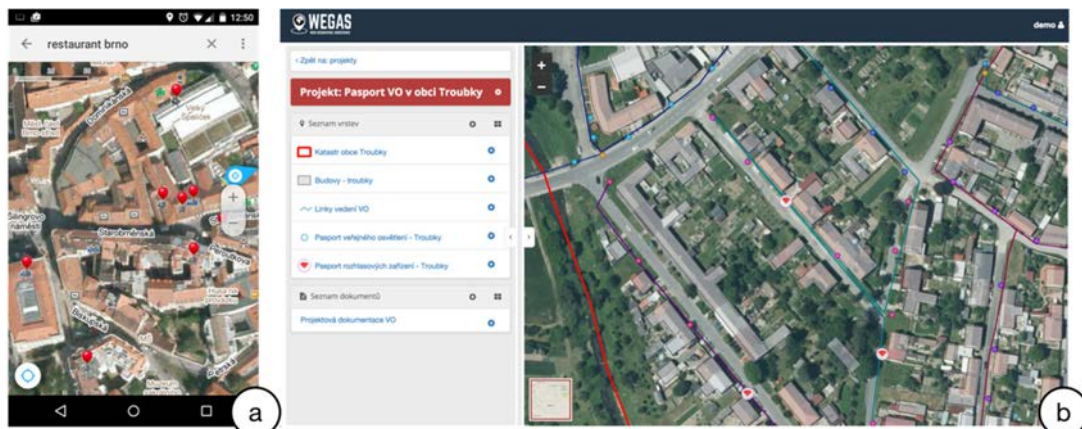 12:50
restaurant brno
Dominikánská
Velký
Špalíček
Šilingrovo
náměstí
Starobrněnská
Bakujská
Petrská
a
WEGAS
demo
‹ Zpět na: projekty
Projekt: Pasport VO v obci Troubky
Seznam vrstev
Katastr obce Troubky
Budovy - troubky
Linky vedení VO
Pasport veřejného osvětlení - Troubky
Pasport rozhlasových zařízení - Troubky
Seznam dokumentů
Projektová dokumentace VO
+
−
b